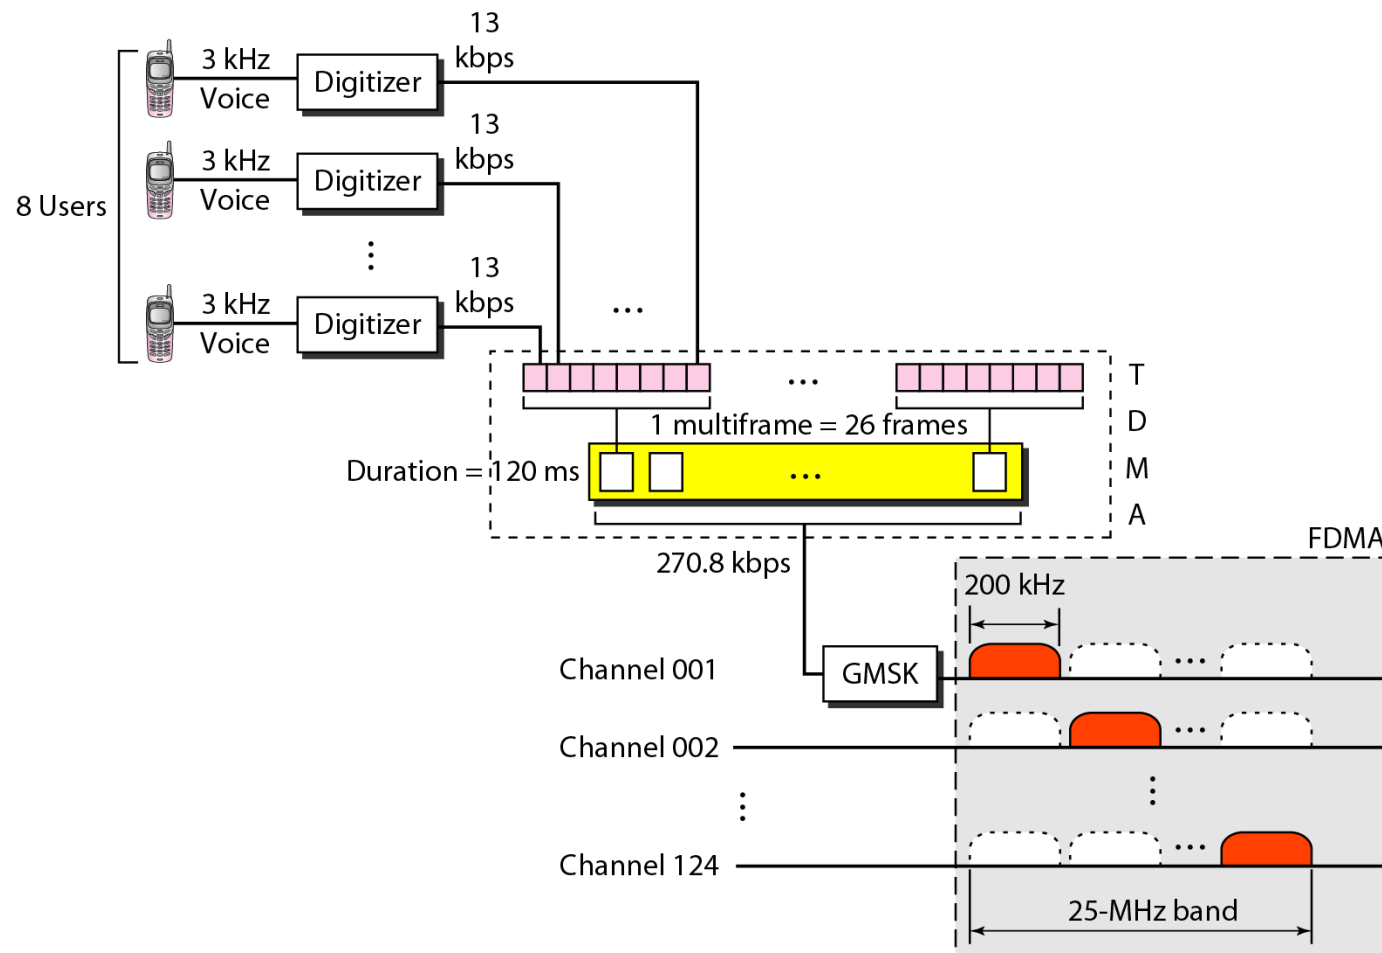 13
kbps
3 kHz
Voice
Digitizer
13
kbps
3 kHz
Voice
Digitizer
8 Users
13
kbps
3 kHz
Voice
Digitizer
T
D
M
A
1 multiframe = 26 frames
Duration = 120 ms
270.8 kbps
FDMA
200 kHz
Channel 001
GMSK
Channel 002
Channel 124
25-MHz band